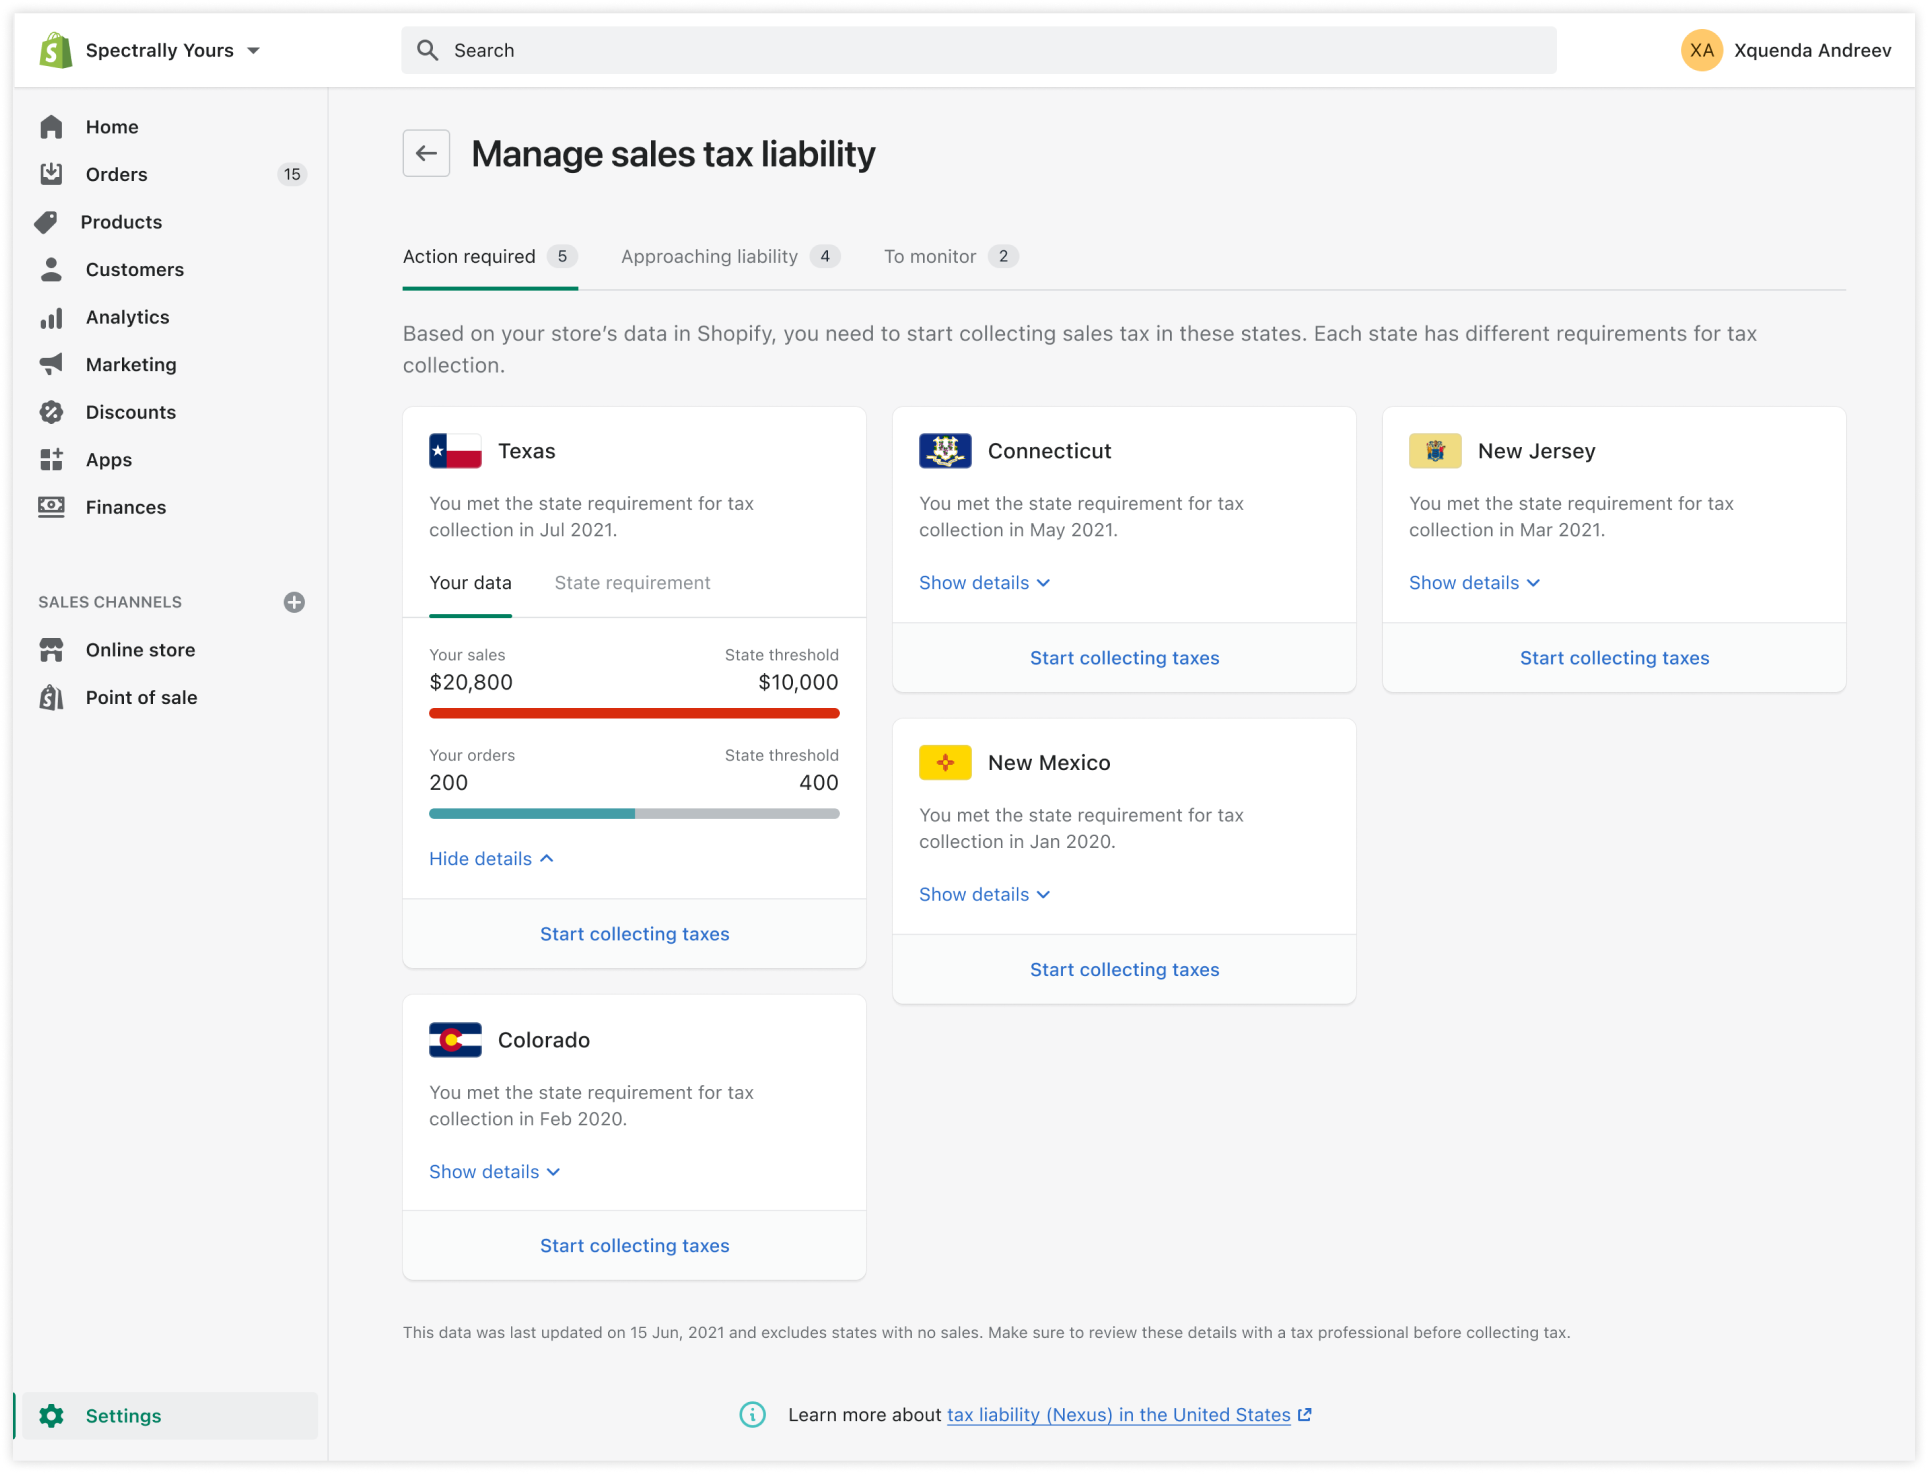 Spectrally Yours
Search
XA
Xquenda Andreev
Home
Orders
15
Products
Customers
Analytics
Marketing
Discounts
Apps
Finances
SALES CHANNELS
Online store
Point of sale
Settings
Manage sales tax liability
Action required 5
Approaching liability 4
To monitor 2
Based on your store’s data in Shopify, you need to start collecting sales tax in these states. Each state has different requirements for tax
collection.
Texas
You met the state requirement for tax
collection in Jul 2021.
Your data
State requirement
Your sales
State threshold
$20,800
$10,000
Your orders
State threshold
200
400
Hide details
Start collecting taxes
Colorado
You met the state requirement for tax
collection in Feb 2020.
Show details
Start collecting taxes
Connecticut
You met the state requirement for tax
collection in May 2021.
Show details
Start collecting taxes
New Mexico
You met the state requirement for tax
collection in Jan 2020.
Show details
Start collecting taxes
New Jersey
You met the state requirement for tax
collection in Mar 2021.
Show details
Start collecting taxes
This data was last updated on 15 Jun, 2021 and excludes states with no sales. Make sure to review these details with a tax professional before collecting tax.
Learn more about tax liability (Nexus) in the United States